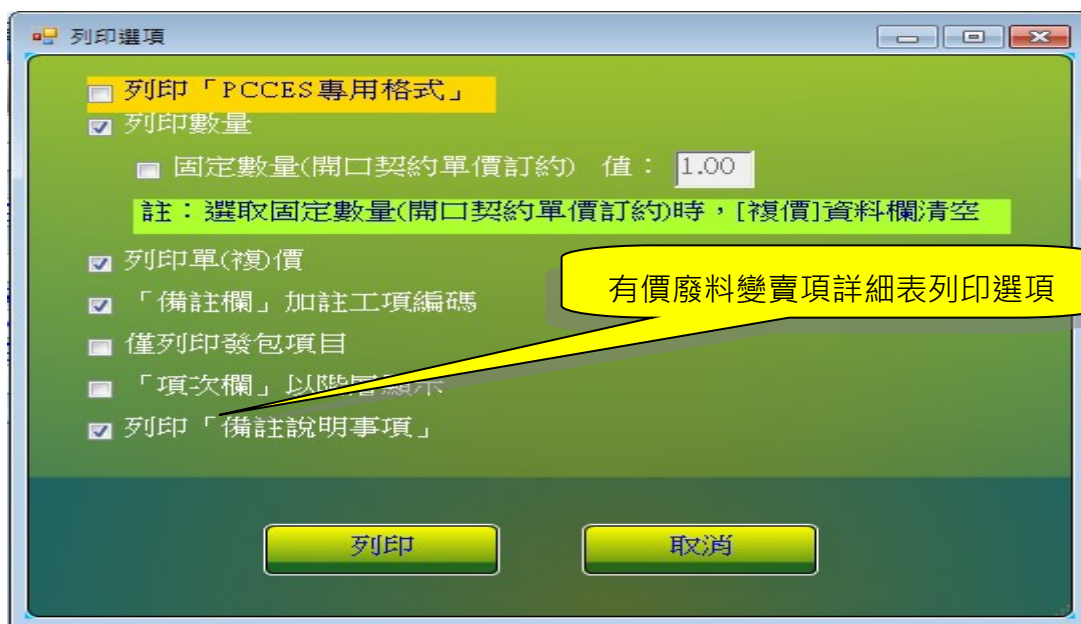 列印選項
列印「PCCES專用格式」
列印數量
固定數量(開口契約單價訂約) 值： 1.00
註：選取固定數量(開口契約單價訂約)時，[複價]資料欄清空
列印單(複)價
有價廢料變賣項詳細表列印選項
「備註欄」加註工項編碼
僅列印發包項目
「項次欄」以階層顯示
列印「備註說明事項」
列印 取消